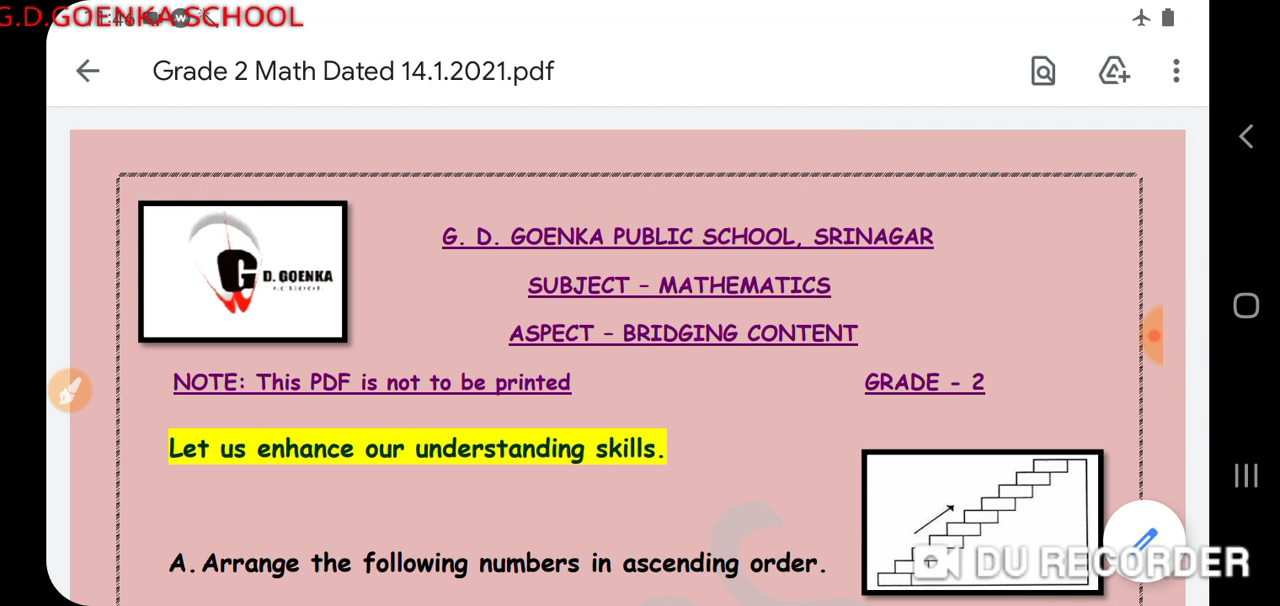 G.D.GOENKA SCHOOL
Grade 2 Math Dated 14.1.2021.pdf
D. GOENKA
G. D. GOENKA PUBLIC SCHOOL, SRINAGAR
SUBJECT - MATHEMATICS
ASPECT - BRIDGING CONTENT
NOTE: This PDF is not to be printed
GRADE - 2
Let us enhance our understanding skills.
A. Arrange the following numbers in ascending order.
DU RECORDER